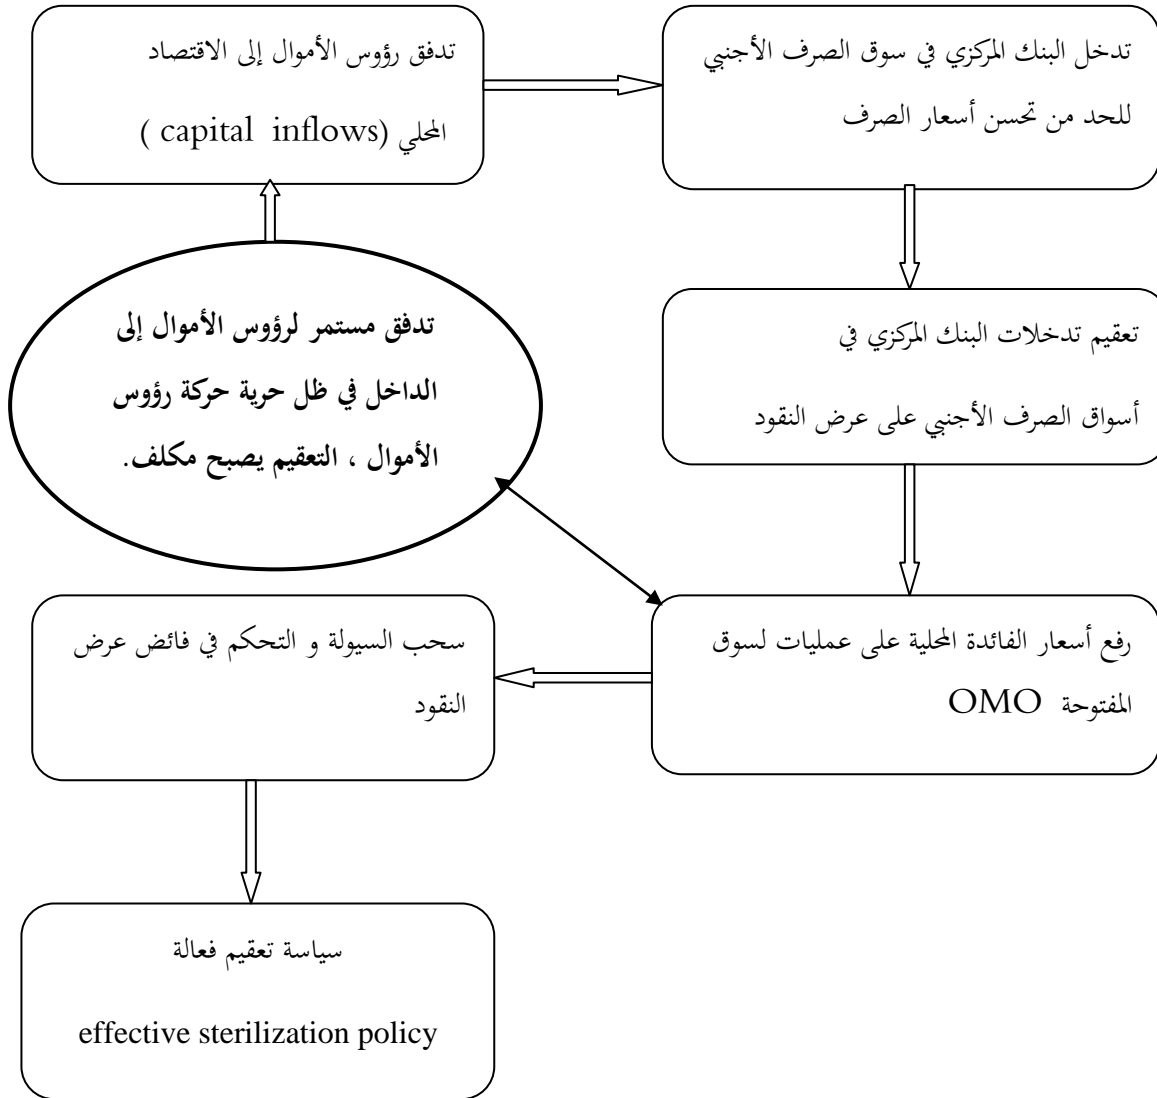 تدفق رؤوس الأموال إلى الاقتصاد
المحلي (capital inflows )
تدخل البنك المركزي في سوق الصرف الأجنبي
للحد من تحسن أسعار الصرف
تعقيم تدخلات البنك المركزي في
أسواق الصرف الأجنبي على عرض النقود
تدفق مستمر لرؤوس الأموال إلى
الداخل في ظل حرية حركة رؤوس
الأموال ، التعقيم يصبح مكلف.
رفع أسعار الفائدة المحلية على عمليات لسوق
المفتوحة OMO
سحب السيولة و التحكم في فائض عرض
النقود
سياسة تعقيم فعالة
effective sterilization policy